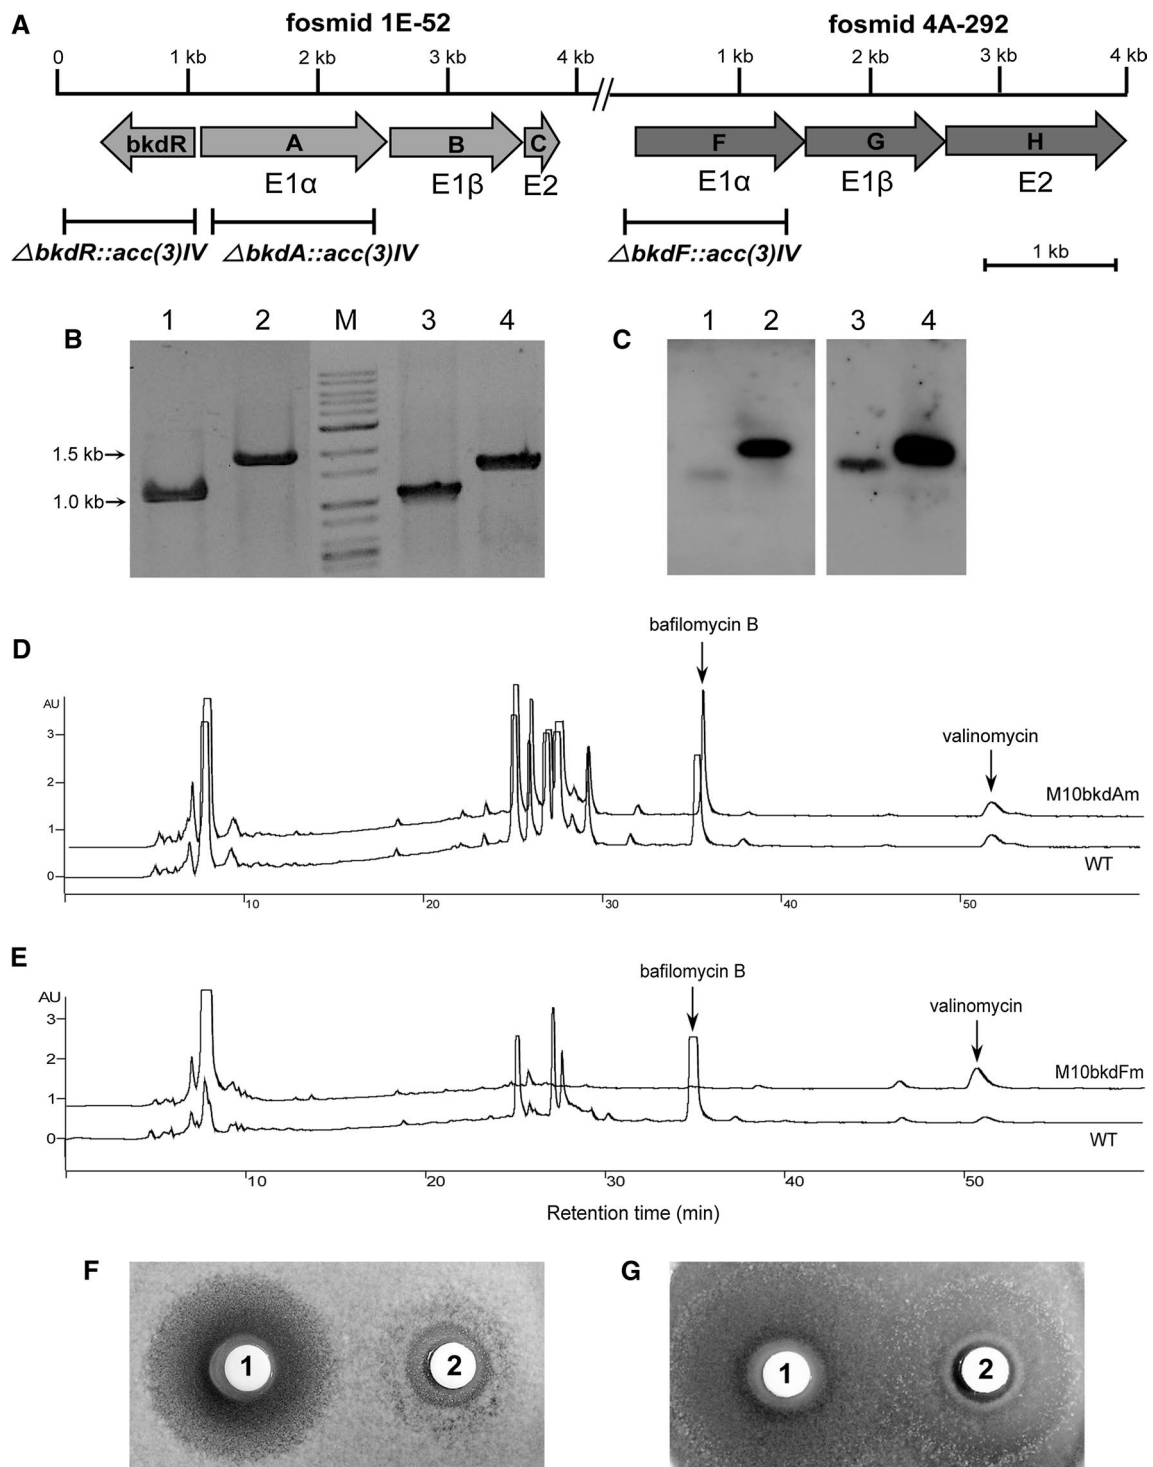 A
fosmid 1E-52
fosmid 4A-292
0 1 kb 2 kb 3 kb 4 kb 1 kb 2 kb 3 kb 4 kb
bkdR A B C F G H
E1α E1β E2 E1α E1β E2
△bkdR::acc(3)IV △bkdA::acc(3)IV △bkdF::acc(3)IV
1 kb
B
1 2 M 3 4
1.5 kb→
1.0 kb→
C
1 2 3 4
D
bafilomycin B
valinomycin
AU
3
2
1
0
M10bkdAm
WT
10 20 30 40 50
E
bafilomycin B
valinomycin
AU
3
2
1
0
M10bkdFm
WT
10 20 30 40 50
Retention time (min)
F
1 2
G
1 2